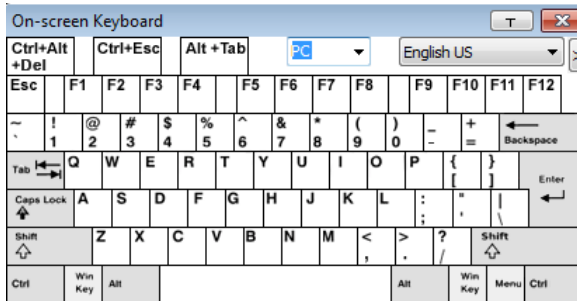 On-screen Keyboard T X
Ctrl+Alt +Del Ctrl+Esc Alt +Tab PC English US >
Esc F1 F2 F3 F4 F5 F6 F7 F8 F9 F10 F11 F12
~ ! @ # $ % ^ & * ( ) _ +
` 1 2 3 4 5 6 7 8 9 0 - = Backspace
Tab Q W E R T Y U I O P { [ } ] Enter
Caps Lock A S D F G H J K L : ; " ' | \
Shift Z X C V B N M < , > . ? / Shift
Ctrl Win Key Alt Alt Win Key Menu Ctrl